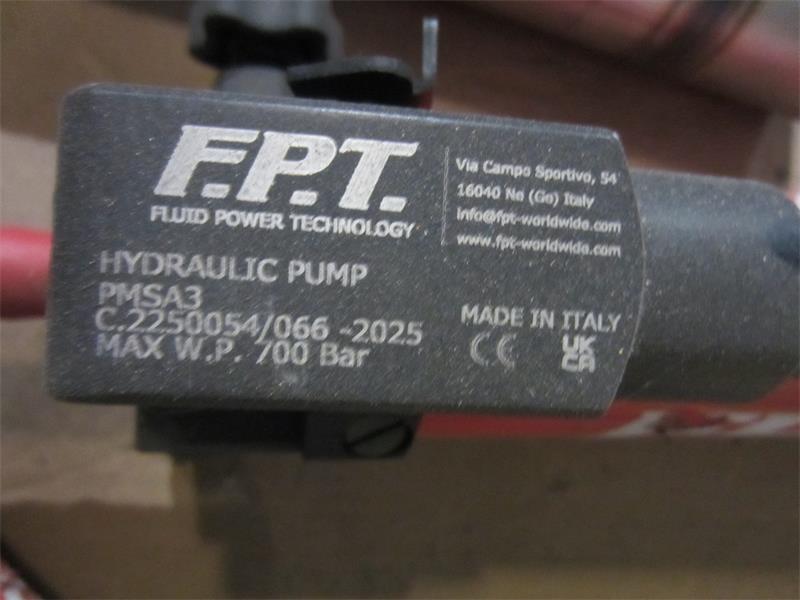 F.P.T.
FLUID POWER TECHNOLOGY
Via Campo Sportivo, 54
16040 Ne (Ge) Italy
info@fpt-worldwide.com
www.fpt-worldwide.com
HYDRAULIC PUMP
PMSA3
C.2250054/066 -2025
MAX W.P. 700 Bar
MADE IN ITALY
CE
UK
CA